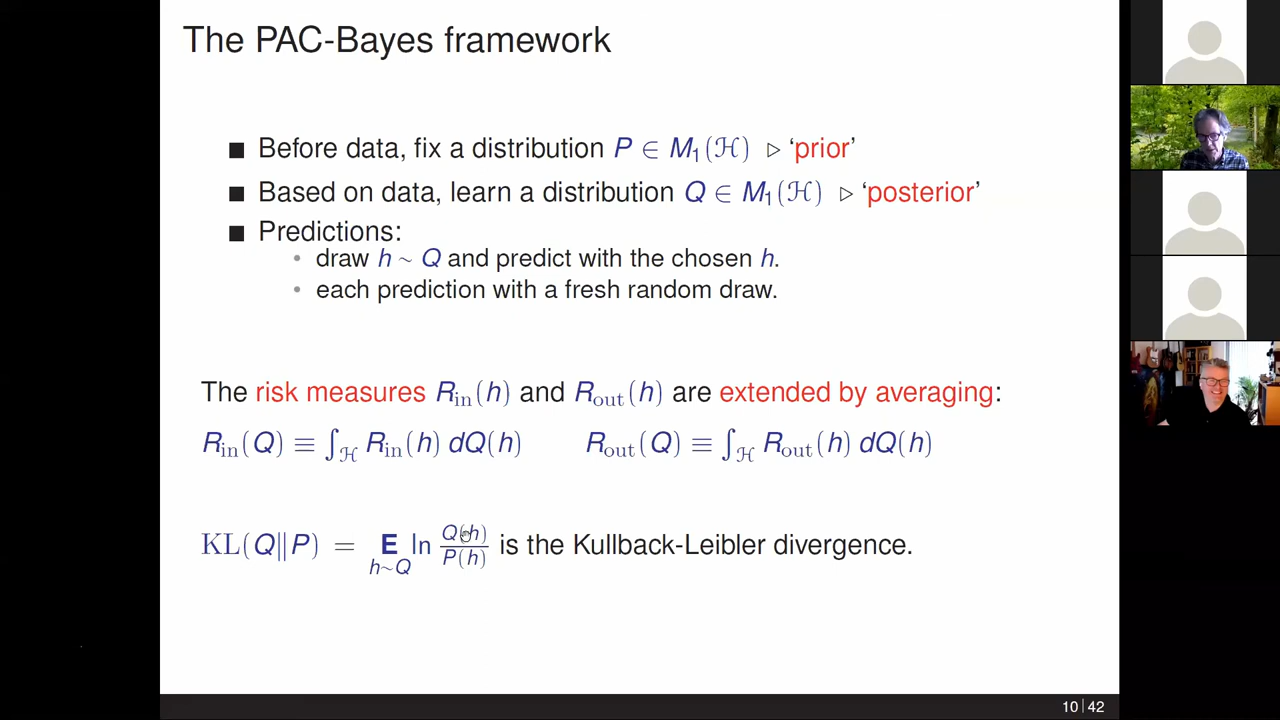 The PAC-Bayes framework
■ Before data, fix a distribution P ∈ M₁(ℋ) ▷ ‘prior’
■ Based on data, learn a distribution Q ∈ M₁(ℋ) ▷ ‘posterior’
■ Predictions:
• draw h ∼ Q and predict with the chosen h.
• each prediction with a fresh random draw.
The risk measures R_in(h) and R_out(h) are extended by averaging:
R_in(Q) ≡ ∫_ℋ R_in(h) dQ(h) R_out(Q) ≡ ∫_ℋ R_out(h) dQ(h)
KL(Q‖P) = E_{h∼Q} ln Q(h)/P(h) is the Kullback-Leibler divergence.
10|42